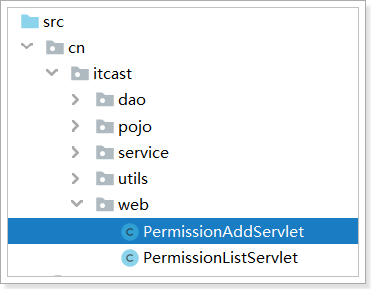 src
cn
itcast
dao
pojo
service
utils
web
PermissionAddServlet
PermissionListServlet